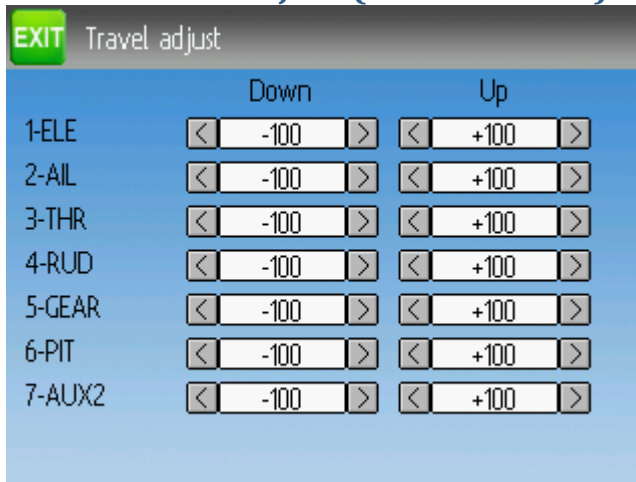 EXIT Travel adjust
Down Up
1-ELE < -100 > < +100 >
2-AIL < -100 > < +100 >
3-THR < -100 > < +100 >
4-RUD < -100 > < +100 >
5-GEAR < -100 > < +100 >
6-PIT < -100 > < +100 >
7-AUX2 < -100 > < +100 >